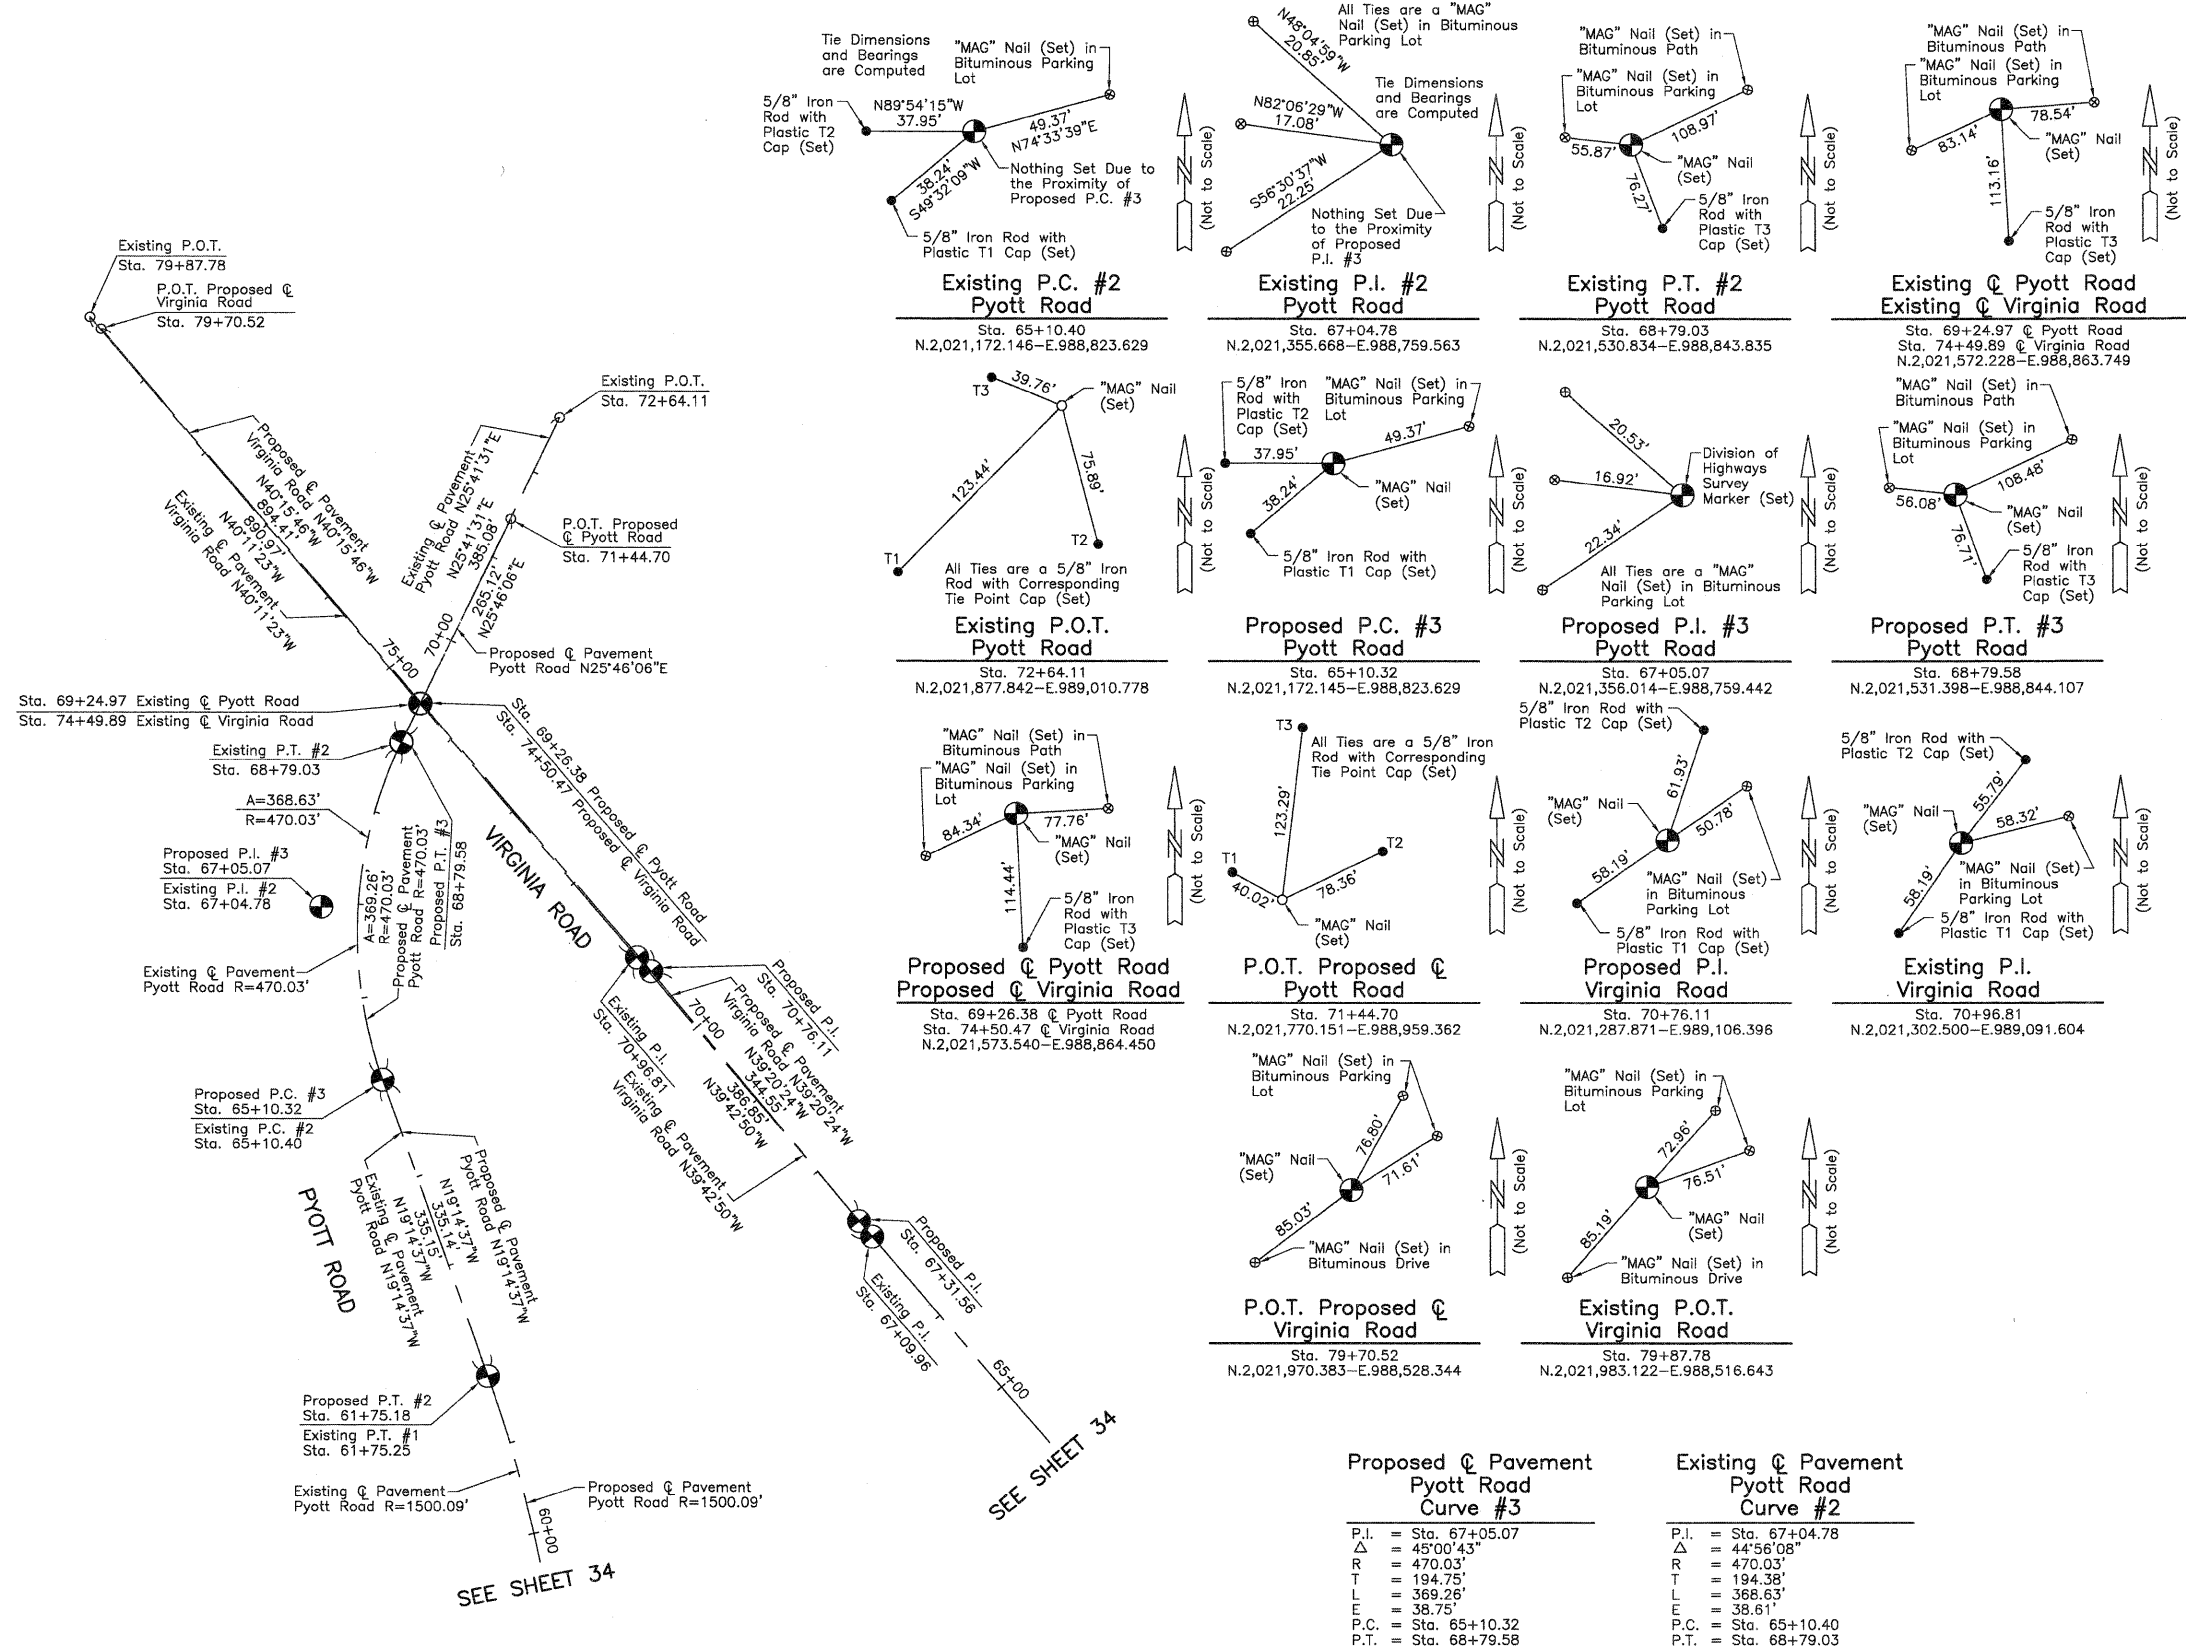 Existing P.O.T.
Sta. 79+87.78
P.O.T. Proposed ℄
Virginia Road
Sta. 79+70.52
Existing P.O.T.
Sta. 72+64.11
Proposed ℄ Pavement
Virginia Road N40°15'46"W
N40°15'46"W
894.41'
890.97'
N40°11'23"W
Existing ℄ Pavement
Virginia Road N40°11'23"W
Existing ℄ Pavement
Pyott Road N25°41'31"E
N25°41'31"E
385.08'
265.12'
N25°46'06"E
P.O.T. Proposed
℄ Pyott Road
Sta. 71+44.70
75+00
70+00
Proposed ℄ Pavement
Pyott Road N25°46'06"E
Sta. 69+24.97 Existing ℄ Pyott Road
Sta. 74+49.89 Existing ℄ Virginia Road
Existing P.T. #2
Sta. 68+79.03
Sta. 69+26.38 Proposed ℄ Pyott Road
Sta. 74+50.47 Proposed ℄ Virginia Road
A=368.63'
R=470.03'
Proposed P.I. #3
Sta. 67+05.07
Existing P.I. #2
Sta. 67+04.78
A=369.26'
R=470.03'
Proposed ℄ Pavement
Pyott Road R=470.03'
Proposed P.T. #3
Sta. 68+79.58
VIRGINIA ROAD
Existing ℄ Pavement
Pyott Road R=470.03'
Proposed P.I.
Sta. 70+76.11
Existing P.I.
Sta. 70+96.81
70+00
Proposed ℄ Pavement
Virginia Road N39°20'24"W
N39°20'24"W
344.55'
386.85'
N39°42'50"W
Existing ℄ Pavement
Virginia Road N39°42'50"W
Proposed P.C. #3
Sta. 65+10.32
Existing P.C. #2
Sta. 65+10.40
PYOTT ROAD
Proposed ℄ Pavement
Pyott Road N19°14'37"W
N19°14'37"W
335.14'
335.15'
N19°14'37"W
Existing ℄ Pavement
Pyott Road N19°14'37"W
Proposed P.I.
Sta. 67+31.56
Existing P.I.
Sta. 67+09.96
65+00
SEE SHEET 34
Proposed P.T. #2
Sta. 61+75.18
Existing P.T. #1
Sta. 61+75.25
Existing ℄ Pavement
Pyott Road R=1500.09'
Proposed ℄ Pavement
Pyott Road R=1500.09'
60+00
SEE SHEET 34
Tie Dimensions
and Bearings
are Computed
"MAG" Nail (Set) in
Bituminous Parking
Lot
5/8" Iron
Rod with
Plastic T2
Cap (Set)
N89°54'15"W
37.95'
49.37'
N74°33'39"E
38.24'
S49°32'09"W
Nothing Set Due to
the Proximity of
Proposed P.C. #3
5/8" Iron Rod with
Plastic T1 Cap (Set)
(Not to Scale)
N
Existing P.C. #2
Pyott Road
Sta. 65+10.40
N.2,021,172.146–E.988,823.629
All Ties are a "MAG"
Nail (Set) in Bituminous
Parking Lot
N48°04'59"W
20.85'
Tie Dimensions
and Bearings
are Computed
N82°06'29"W
17.08'
S56°30'37"W
22.25'
Nothing Set Due
to the Proximity
of Proposed
P.I. #3
(Not to Scale)
N
Existing P.I. #2
Pyott Road
Sta. 67+04.78
N.2,021,355.668–E.988,759.563
"MAG" Nail (Set) in
Bituminous Path
"MAG" Nail (Set) in
Bituminous Parking
Lot
108.97'
55.87'
76.27'
"MAG" Nail
(Set)
5/8" Iron
Rod with
Plastic T3
Cap (Set)
(Not to Scale)
N
Existing P.T. #2
Pyott Road
Sta. 68+79.03
N.2,021,530.834–E.988,843.835
"MAG" Nail (Set) in
Bituminous Path
"MAG" Nail (Set) in
Bituminous Parking
Lot
78.54'
83.14'
113.16'
"MAG" Nail
(Set)
5/8" Iron
Rod with
Plastic T3
Cap (Set)
(Not to Scale)
N
Existing ℄ Pyott Road
Existing ℄ Virginia Road
Sta. 69+24.97 ℄ Pyott Road
Sta. 74+49.89 ℄ Virginia Road
N.2,021,572.228–E.988,863.749
T3
39.76'
"MAG" Nail
(Set)
123.44'
75.89'
T1
T2
All Ties are a 5/8" Iron
Rod with Corresponding
Tie Point Cap (Set)
(Not to Scale)
N
Existing P.O.T.
Pyott Road
Sta. 72+64.11
N.2,021,877.842–E.989,010.778
5/8" Iron
Rod with
Plastic T2
Cap (Set)
"MAG" Nail (Set) in
Bituminous Parking
Lot
37.95'
49.37'
38.24'
"MAG" Nail
(Set)
5/8" Iron Rod with
Plastic T1 Cap (Set)
(Not to Scale)
N
Proposed P.C. #3
Pyott Road
Sta. 65+10.32
N.2,021,172.145–E.988,823.629
20.53'
16.92'
22.34'
Division of
Highways
Survey
Marker (Set)
All Ties are a "MAG"
Nail (Set) in Bituminous
Parking Lot
(Not to Scale)
N
Proposed P.I. #3
Pyott Road
Sta. 67+05.07
N.2,021,356.014–E.988,759.442
"MAG" Nail (Set) in
Bituminous Path
"MAG" Nail (Set) in
Bituminous Parking
Lot
108.48'
56.08'
76.71'
"MAG" Nail
(Set)
5/8" Iron
Rod with
Plastic T3
Cap (Set)
(Not to Scale)
N
Proposed P.T. #3
Pyott Road
Sta. 68+79.58
N.2,021,531.398–E.988,844.107
"MAG" Nail (Set) in
Bituminous Path
"MAG" Nail (Set) in
Bituminous Parking
Lot
84.34'
77.76'
114.44'
"MAG" Nail
(Set)
5/8" Iron
Rod with
Plastic T3
Cap (Set)
(Not to Scale)
N
Proposed ℄ Pyott Road
Proposed ℄ Virginia Road
Sta. 69+26.38 ℄ Pyott Road
Sta. 74+50.47 ℄ Virginia Road
N.2,021,573.540–E.988,864.450
T3
All Ties are a 5/8" Iron
Rod with Corresponding
Tie Point Cap (Set)
123.29'
T1
T2
40.02'
78.36'
"MAG" Nail
(Set)
(Not to Scale)
N
P.O.T. Proposed ℄
Pyott Road
Sta. 71+44.70
N.2,021,770.151–E.988,959.362
5/8" Iron Rod with
Plastic T2 Cap (Set)
61.93'
"MAG" Nail
(Set)
50.78'
58.19'
"MAG" Nail (Set)
in Bituminous
Parking Lot
5/8" Iron Rod with
Plastic T1 Cap (Set)
(Not to Scale)
N
Proposed P.I.
Virginia Road
Sta. 70+76.11
N.2,021,287.871–E.989,106.396
5/8" Iron Rod with
Plastic T2 Cap (Set)
55.79'
"MAG" Nail
(Set)
58.32'
58.19'
"MAG" Nail (Set)
in Bituminous
Parking Lot
5/8" Iron Rod with
Plastic T1 Cap (Set)
(Not to Scale)
N
Existing P.I.
Virginia Road
Sta. 70+96.81
N.2,021,302.500–E.989,091.604
"MAG" Nail (Set) in
Bituminous Parking
Lot
76.80'
"MAG" Nail
(Set)
71.61'
85.03'
"MAG" Nail (Set) in
Bituminous Drive
(Not to Scale)
N
P.O.T. Proposed ℄
Virginia Road
Sta. 79+70.52
N.2,021,970.383–E.988,528.344
"MAG" Nail (Set) in
Bituminous Parking
Lot
72.96'
76.51'
85.19'
"MAG" Nail
(Set)
"MAG" Nail (Set) in
Bituminous Drive
(Not to Scale)
N
Existing P.O.T.
Virginia Road
Sta. 79+87.78
N.2,021,983.122–E.988,516.643
Proposed ℄ Pavement
Pyott Road
Curve #3
P.I. = Sta. 67+05.07
△ = 45°00'43"
R = 470.03'
T = 194.75'
L = 369.26'
E = 38.75'
P.C. = Sta. 65+10.32
P.T. = Sta. 68+79.58
Existing ℄ Pavement
Pyott Road
Curve #2
P.I. = Sta. 67+04.78
△ = 44°56'08"
R = 470.03'
T = 194.38'
L = 368.63'
E = 38.61'
P.C. = Sta. 65+10.40
P.T. = Sta. 68+79.03